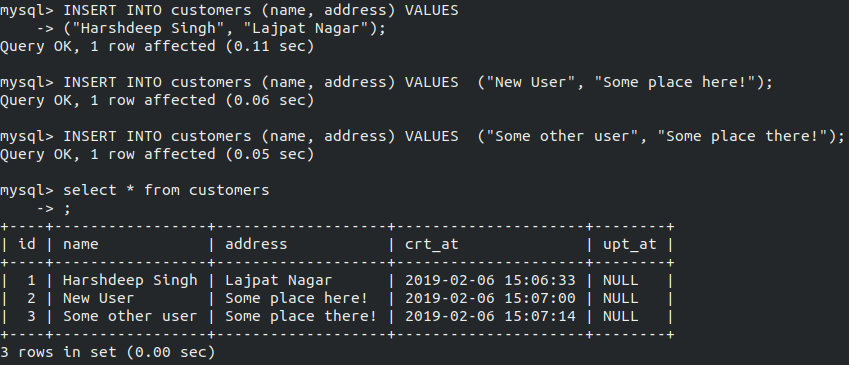 mysql> INSERT INTO customers (name, address) VALUES
    -> ("Harshdeep Singh", "Lajpat Nagar");
Query OK, 1 row affected (0.11 sec)

mysql> INSERT INTO customers (name, address) VALUES  ("New User", "Some place here!");
Query OK, 1 row affected (0.06 sec)

mysql> INSERT INTO customers (name, address) VALUES  ("Some other user", "Some place there!");
Query OK, 1 row affected (0.05 sec)

mysql> select * from customers
    -> ;
+----+-----------------+-------------------+---------------------+--------+
| id | name            | address           | crt_at              | upt_at |
+----+-----------------+-------------------+---------------------+--------+
|  1 | Harshdeep Singh | Lajpat Nagar      | 2019-02-06 15:06:33 | NULL   |
|  2 | New User        | Some place here!  | 2019-02-06 15:07:00 | NULL   |
|  3 | Some other user | Some place there! | 2019-02-06 15:07:14 | NULL   |
+----+-----------------+-------------------+---------------------+--------+
3 rows in set (0.00 sec)